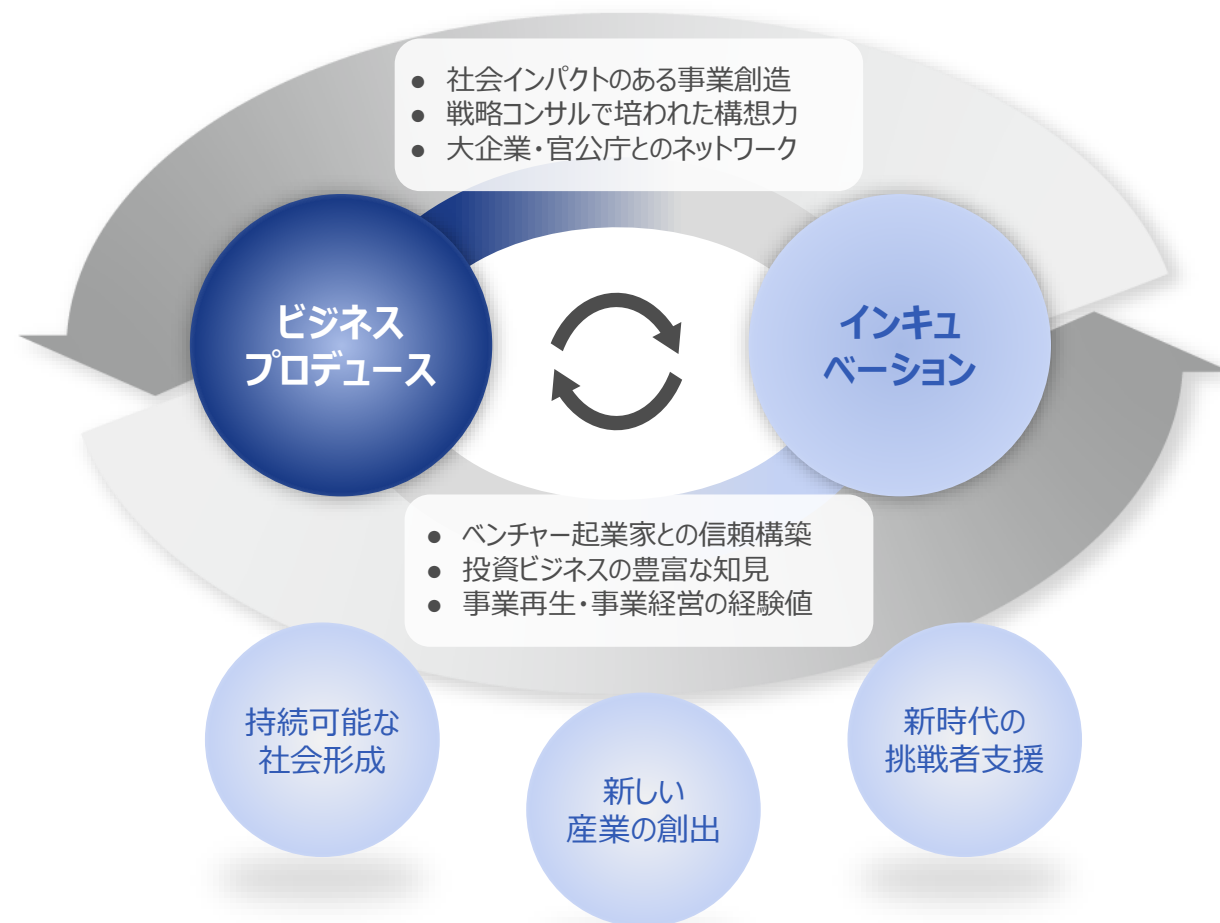 ● 社会インパクトのある事業創造
● 戦略コンサルで培われた構想力
● 大企業・官公庁とのネットワーク
ビジネス
プロデュース
インキュ
ベーション
● ベンチャー起業家との信頼構築
● 投資ビジネスの豊富な知見
● 事業再生・事業経営の経験値
持続可能な
社会形成
新しい
産業の創出
新時代の
挑戦者支援